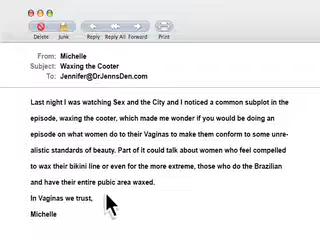 Delete
Junk
Reply
Reply All
Forward
Print
From: Michelle
Subject: Waxing the Cooter
To: Jennifer@DrJennsDen.com
Last night I was watching Sex and the City and I noticed a common subplot in the
episode, waxing the cooter, which made me wonder if you would be doing an
episode on what women do to their Vaginas to make them conform to some unre-
alistic standards of beauty. Part of it could talk about women who feel compelled
to wax their bikini line or even for the more extreme, those who do the Brazilian
and have their entire pubic area waxed.
In Vaginas we trust,
Michelle